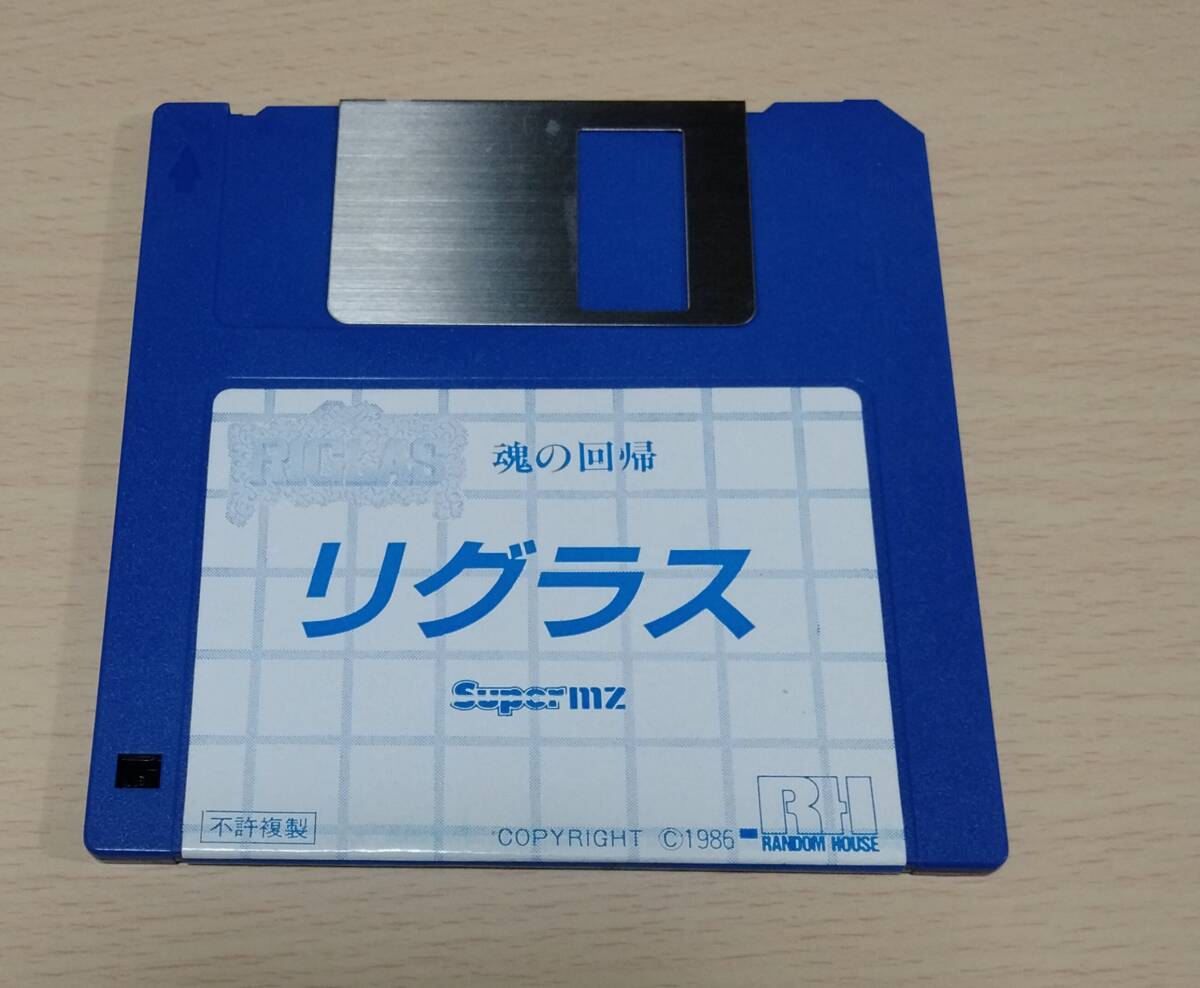 RIGLAS
魂の回帰
リグラス
Super mz
不許複製
COPYRIGHT ©1986
RH
RANDOM HOUSE